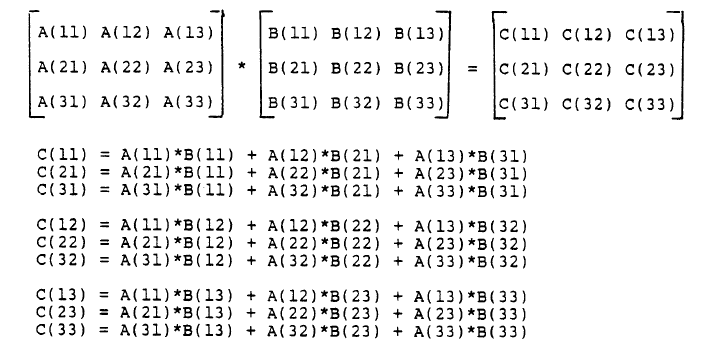 A(11) A(12) A(13) B(11) B(12) B(13) C(11) C(12) C(13)
A(21) A(22) A(23) * B(21) B(22) B(23) = C(21) C(22) C(23)
A(31) A(32) A(33) B(31) B(32) B(33) C(31) C(32) C(33)
C(11) = A(11)*B(11) + A(12)*B(21) + A(13)*B(31)
C(21) = A(21)*B(11) + A(22)*B(21) + A(23)*B(31)
C(31) = A(31)*B(11) + A(32)*B(21) + A(33)*B(31)
C(12) = A(11)*B(12) + A(12)*B(22) + A(13)*B(32)
C(22) = A(21)*B(12) + A(22)*B(22) + A(23)*B(32)
C(32) = A(31)*B(12) + A(32)*B(22) + A(33)*B(32)
C(13) = A(11)*B(13) + A(12)*B(23) + A(13)*B(33)
C(23) = A(21)*B(13) + A(22)*B(23) + A(23)*B(33)
C(33) = A(31)*B(13) + A(32)*B(23) + A(33)*B(33)